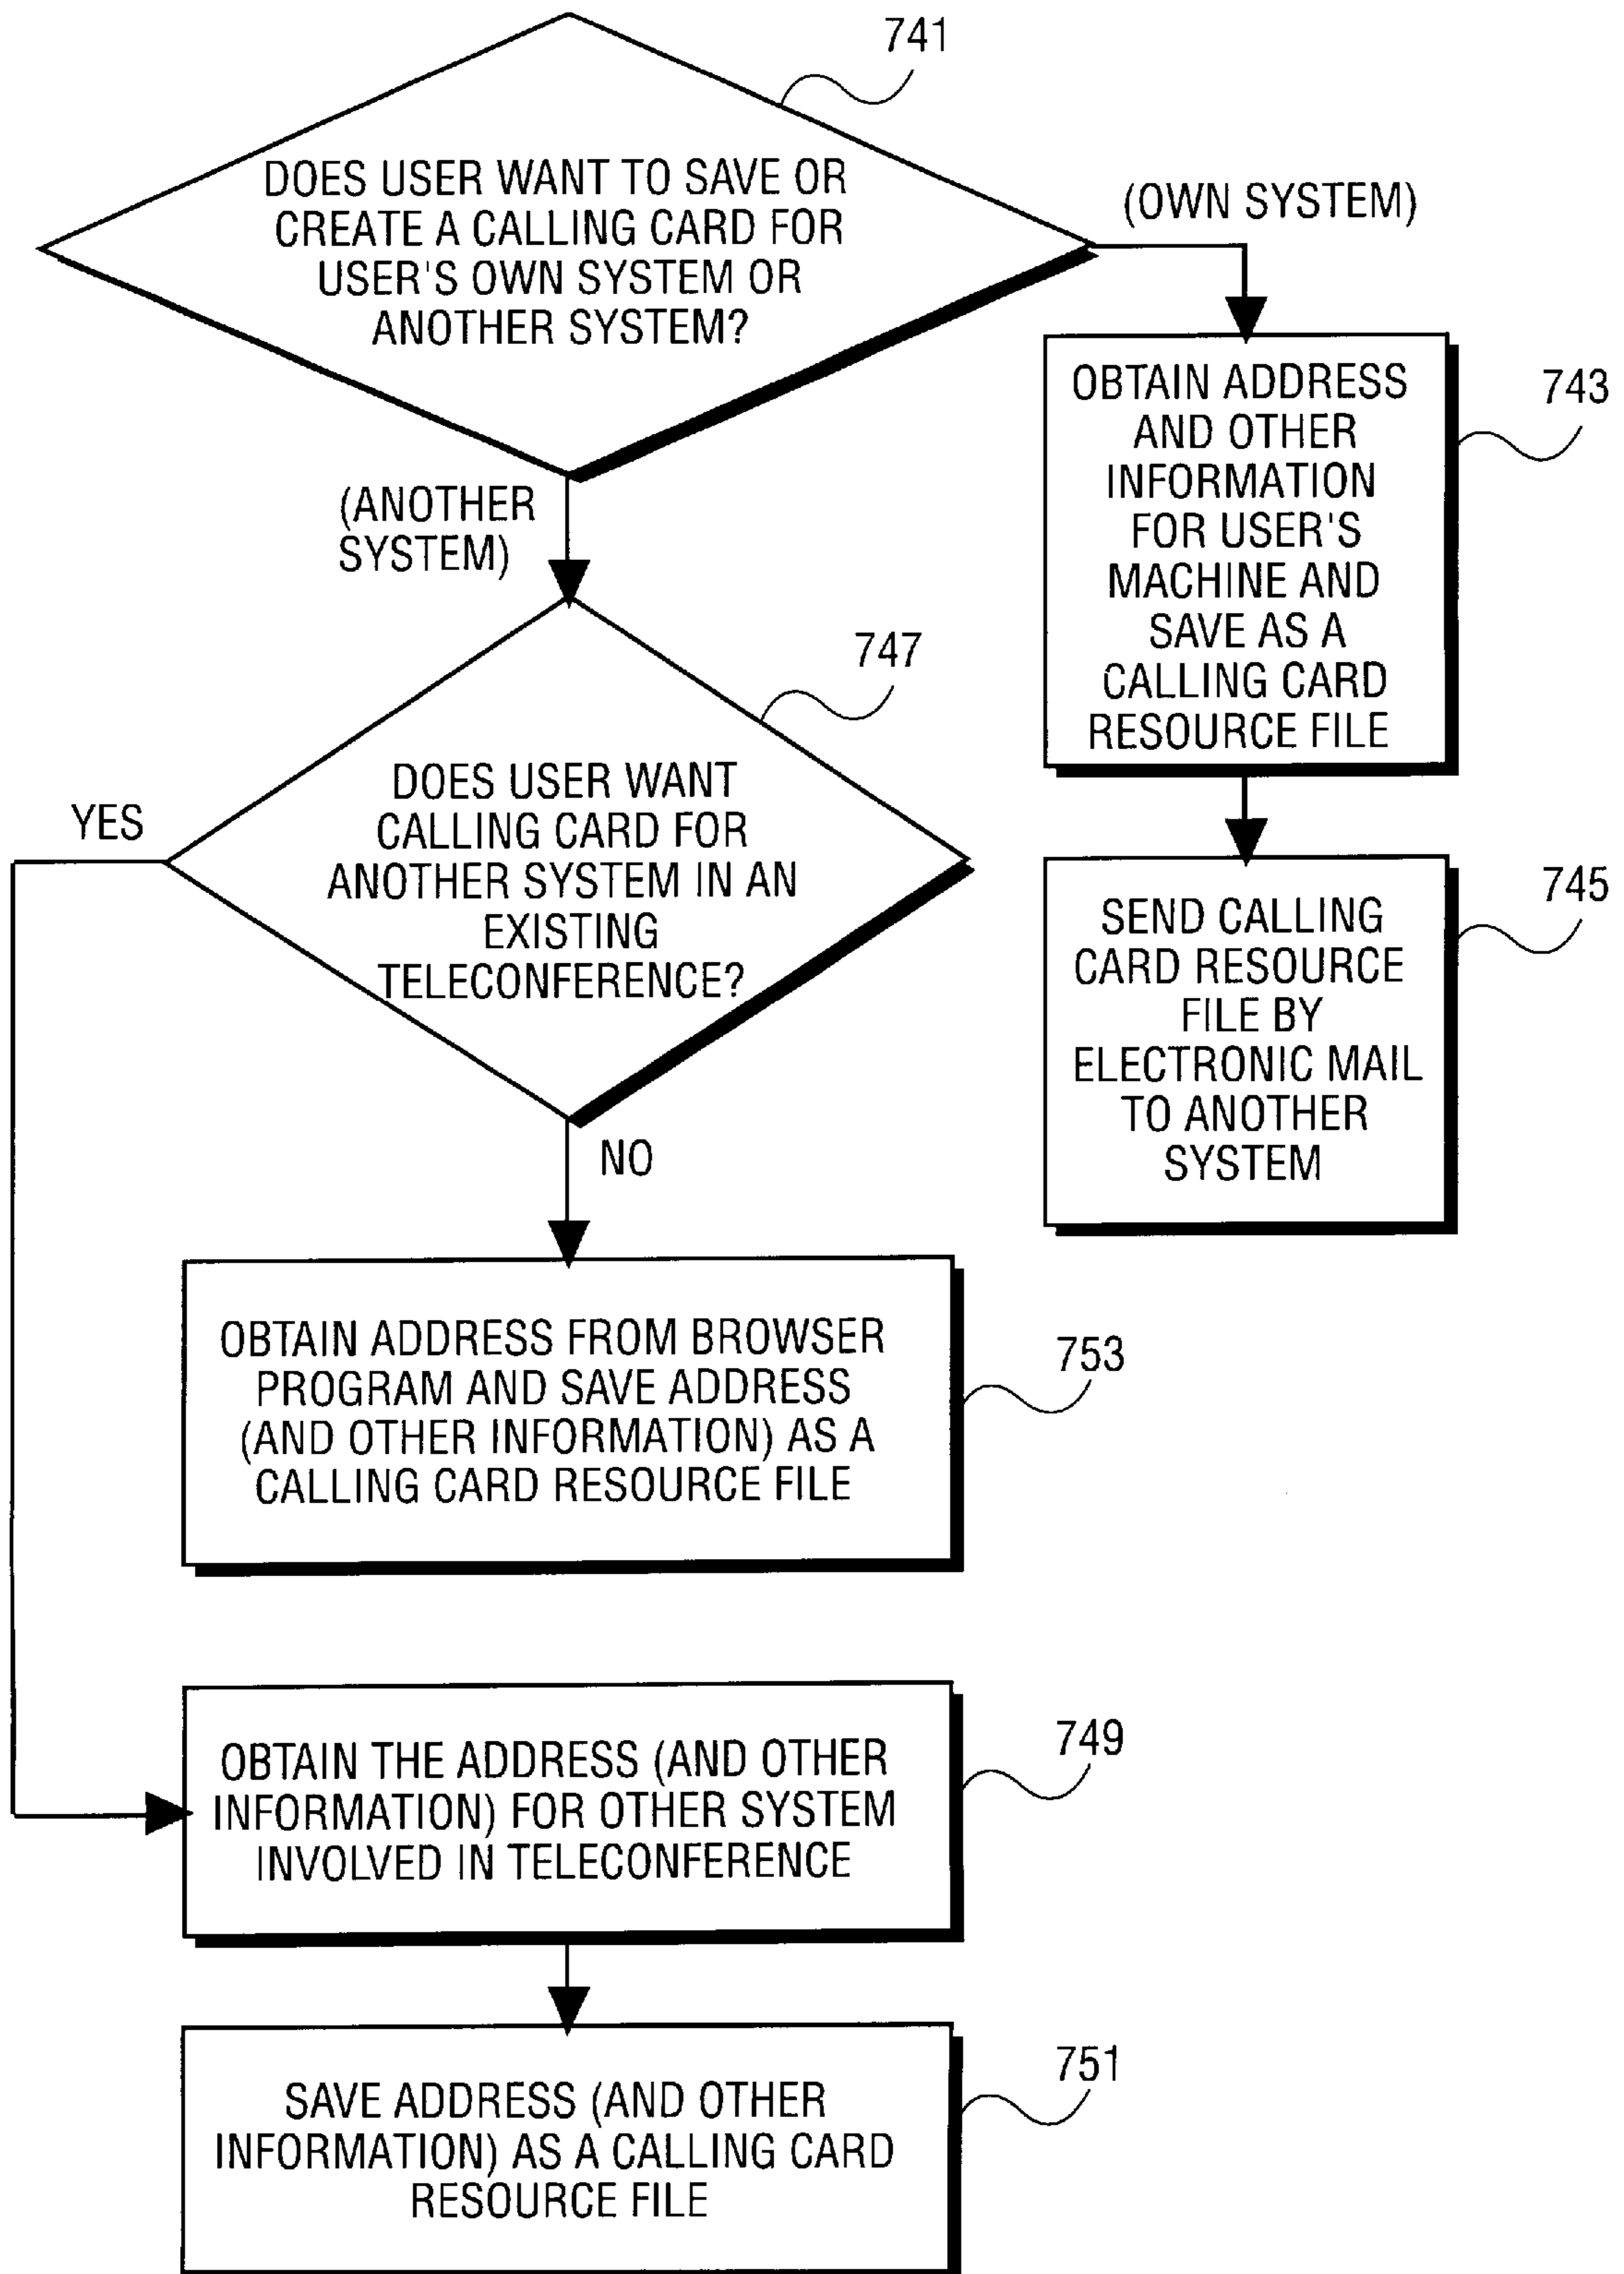 741
DOES USER WANT TO SAVE OR
CREATE A CALLING CARD FOR
USER'S OWN SYSTEM OR
ANOTHER SYSTEM?
(OWN SYSTEM)
743
OBTAIN ADDRESS
AND OTHER
INFORMATION
FOR USER'S
MACHINE AND
SAVE AS A
CALLING CARD
RESOURCE FILE
745
SEND CALLING
CARD RESOURCE
FILE BY
ELECTRONIC MAIL
TO ANOTHER
SYSTEM
(ANOTHER
SYSTEM)
747
DOES USER WANT
CALLING CARD FOR
ANOTHER SYSTEM IN AN
EXISTING
TELECONFERENCE?
YES
NO
753
OBTAIN ADDRESS FROM BROWSER
PROGRAM AND SAVE ADDRESS
(AND OTHER INFORMATION) AS A
CALLING CARD RESOURCE FILE
749
OBTAIN THE ADDRESS (AND OTHER
INFORMATION) FOR OTHER SYSTEM
INVOLVED IN TELECONFERENCE
751
SAVE ADDRESS (AND OTHER
INFORMATION) AS A CALLING CARD
RESOURCE FILE